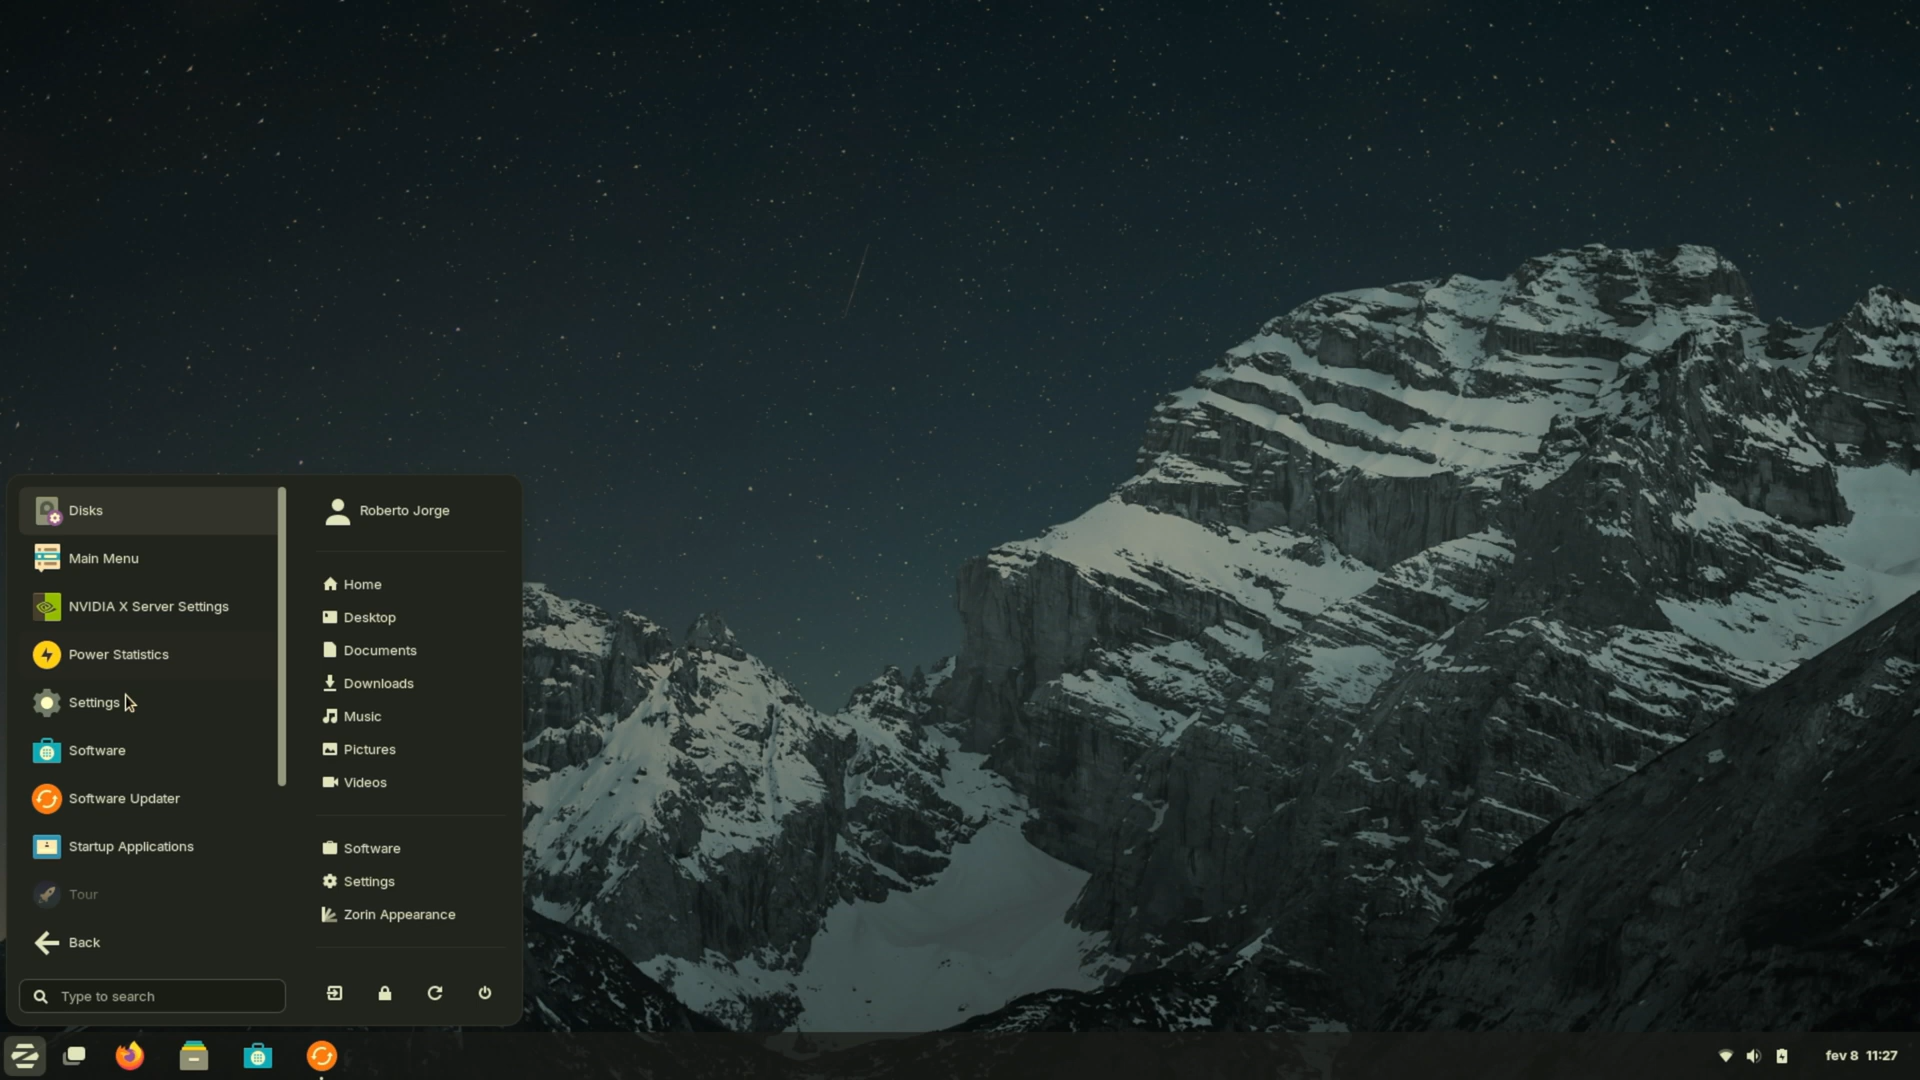 Disks
Main Menu
NVIDIA X Server Settings
Power Statistics
Settings
Software
Software Updater
Startup Applications
Tour
Back
Type to search
Roberto Jorge
Home
Desktop
Documents
Downloads
Music
Pictures
Videos
Software
Settings
Zorin Appearance
fev 8 11:27